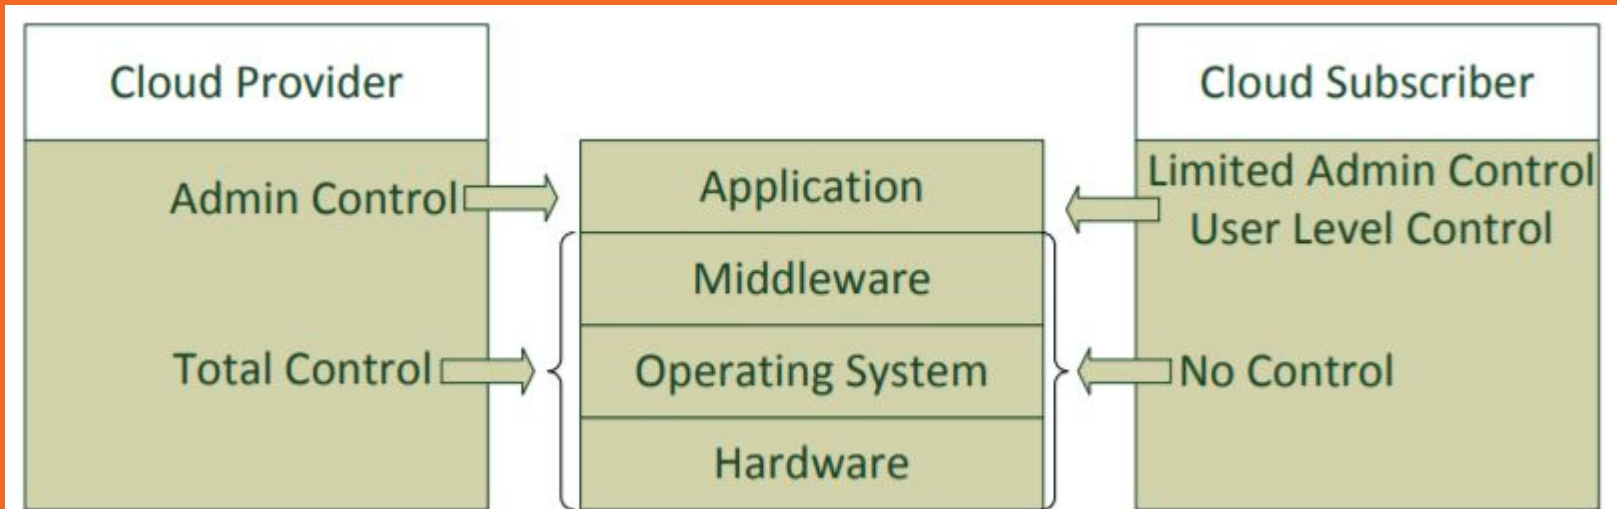 Cloud Provider
Admin Control
Total Control
Application
Middleware
Operating System
Hardware
Cloud Subscriber
Limited Admin Control
User Level Control
No Control